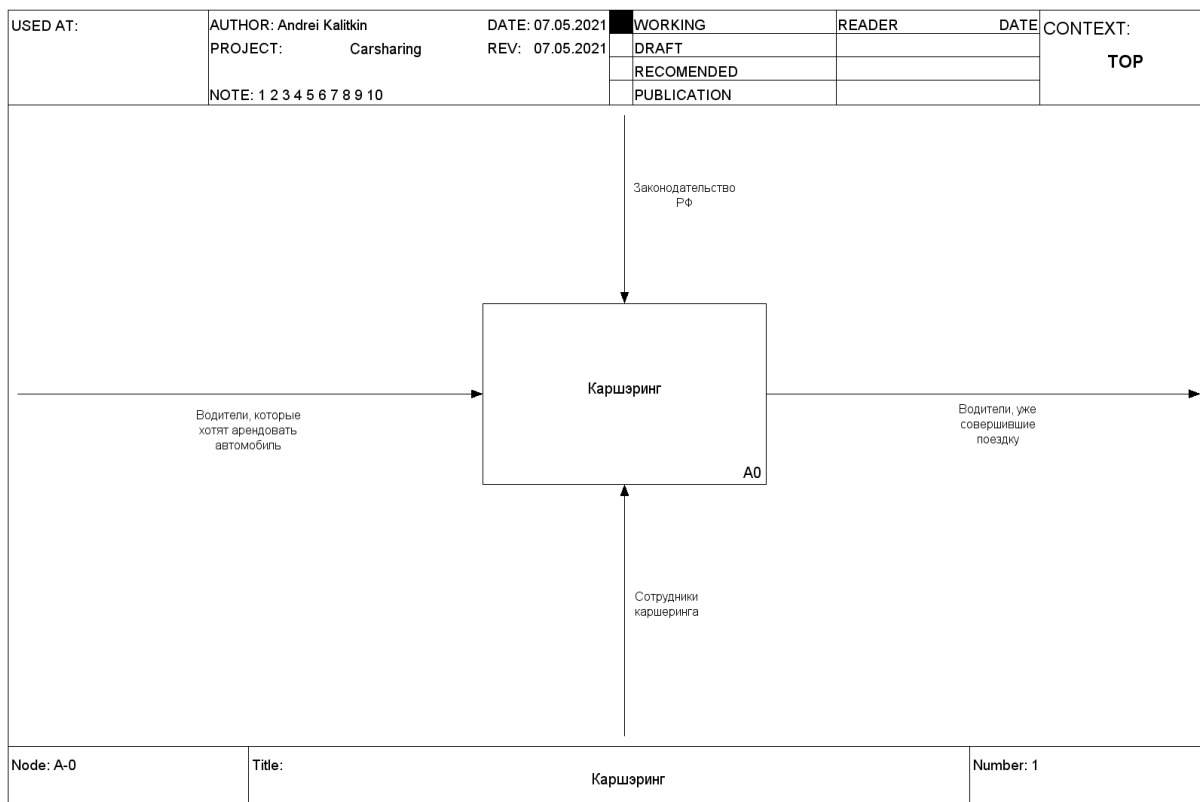 USED AT:
AUTHOR: Andrei Kalitkin
DATE: 07.05.2021
PROJECT: Carsharing
REV: 07.05.2021
NOTE: 1 2 3 4 5 6 7 8 9 10
WORKING
DRAFT
RECOMENDED
PUBLICATION
READER DATE
CONTEXT:
TOP
Законодательство
РФ
Каршэринг
A0
Водители, которые
хотят арендовать
автомобиль
Водители, уже
совершившие
поездку
Сотрудники
каршеринга
Node: A-0
Title:
Каршэринг
Number: 1